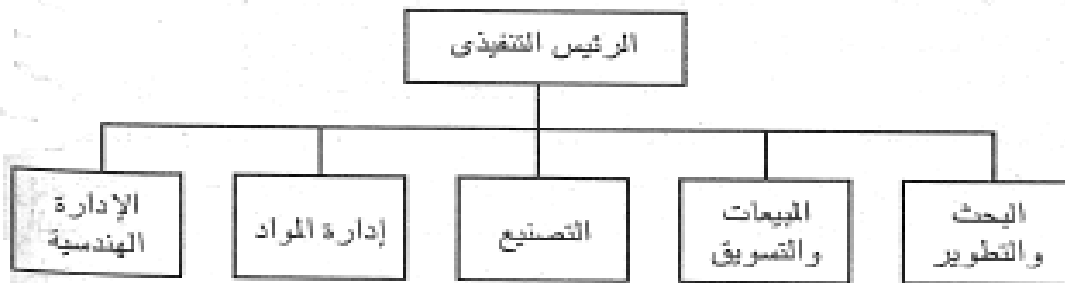 الرئيس التنفيذى
البحث
والتطوير
المبيعات
والتسويق
التصنيع
إدارة المواد
الإدارة
الهندسية